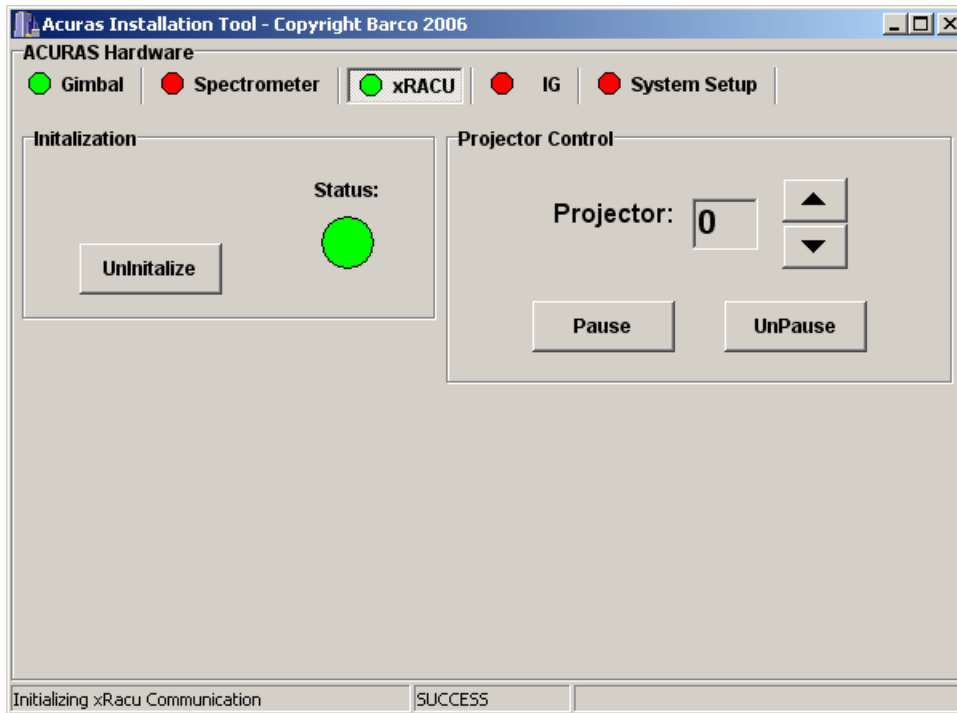 Acuras Installation Tool - Copyright Barco 2006
ACURAS Hardware
Gimbal Spectrometer xRACU IG System Setup
Initalization
Status:
UnInitalize
Projector Control
Projector: 0
Pause UnPause
Initializing xRacu Communication SUCCESS